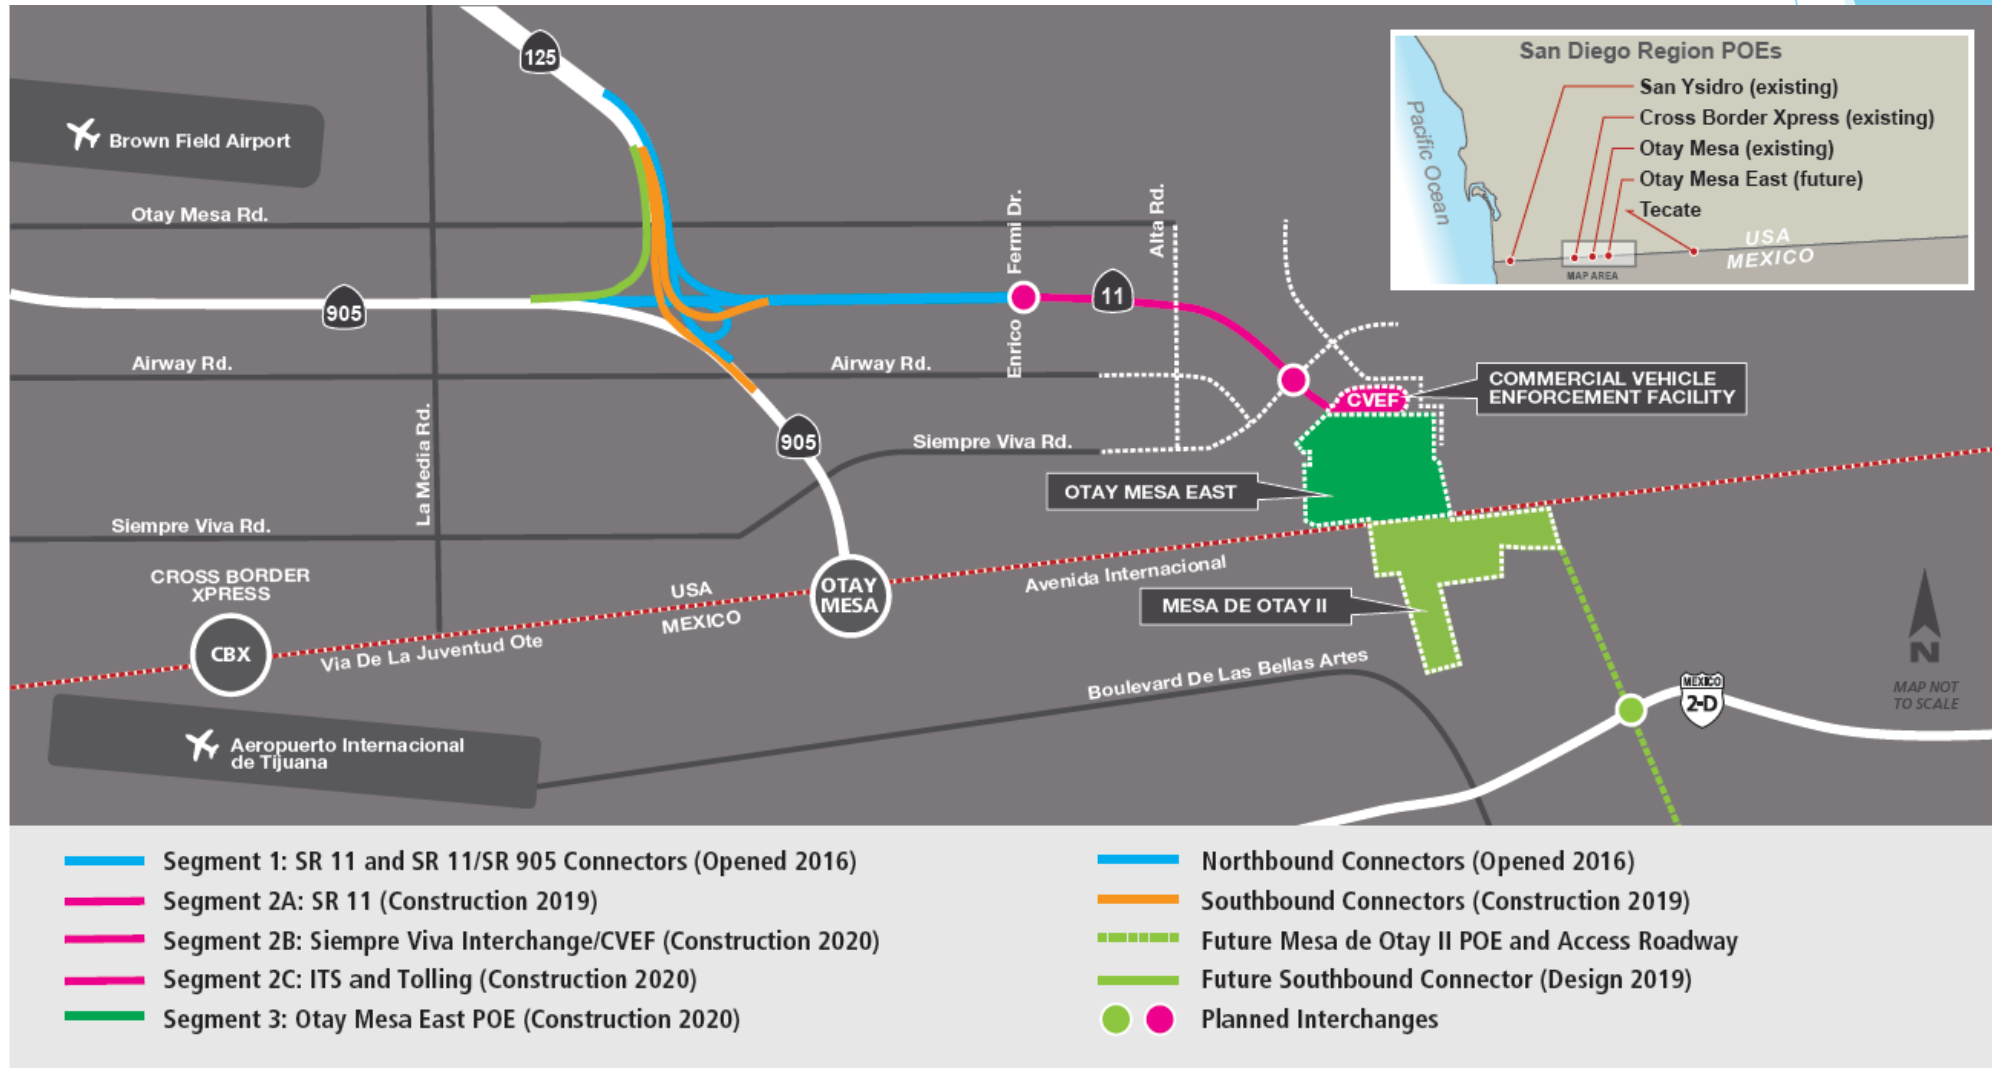 125
Brown Field Airport
Otay Mesa Rd.
Enrico Fermi Dr.
Alta Rd.
11
905
Airway Rd.
Airway Rd.
CVEF
COMMERCIAL VEHICLE
ENFORCEMENT FACILITY
La Media Rd.
905
Siempre Viva Rd.
OTAY MESA EAST
Siempre Viva Rd.
CROSS BORDER
XPRESS
CBX
USA
MEXICO
OTAY
MESA
Avenida Internacional
MESA DE OTAY II
Via De La Juventud Ote
Boulevard De Las Bellas Artes
MEXICO
2-D
N
MAP NOT
TO SCALE
Aeropuerto Internacional
de Tijuana
San Diego Region POEs
San Ysidro (existing)
Cross Border Xpress (existing)
Otay Mesa (existing)
Otay Mesa East (future)
Tecate
Pacific Ocean
USA
MEXICO
MAP AREA
Segment 1: SR 11 and SR 11/SR 905 Connectors (Opened 2016)
Segment 2A: SR 11 (Construction 2019)
Segment 2B: Siempre Viva Interchange/CVEF (Construction 2020)
Segment 2C: ITS and Tolling (Construction 2020)
Segment 3: Otay Mesa East POE (Construction 2020)
Northbound Connectors (Opened 2016)
Southbound Connectors (Construction 2019)
Future Mesa de Otay II POE and Access Roadway
Future Southbound Connector (Design 2019)
Planned Interchanges